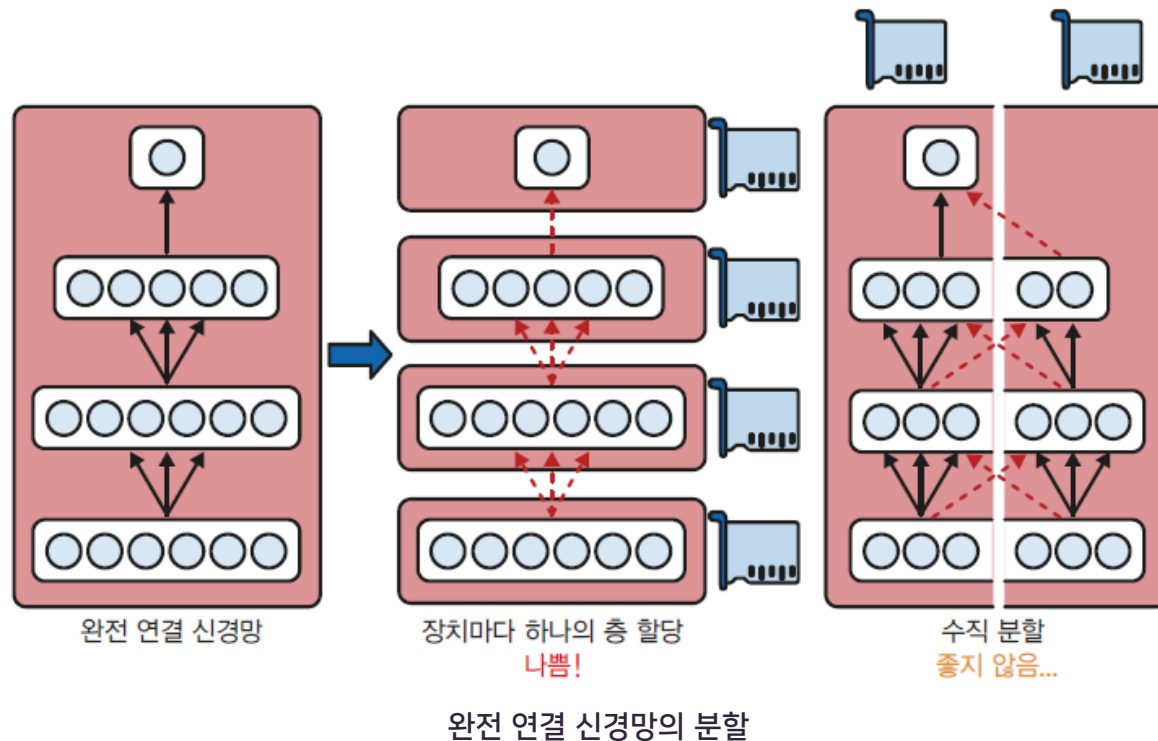 완전 연결 신경망
장치마다 하나의 층 할당
나쁨!
수직 분할
좋지 않음...
완전 연결 신경망의 분할